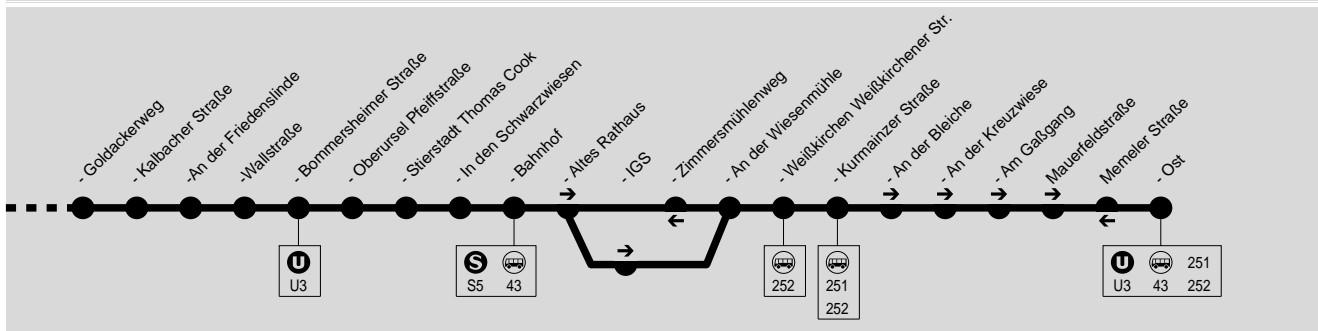 - Goldackerweg
- Kalbacher Straße
-An der Friedenslinde
-Wallstraße
- Bommersheimer Straße
- Oberursel Pfeiffstraße
- Stierstadt Thomas Cook
- In den Schwarzwiesen
- Bahnhof
- Altes Rathaus
- IGS
- Zimmersmühlenweg
- An der Wiesenmühle
- Weißkirchen Weißkirchener Str.
- Kurmainzer Straße
- An der Bleiche
- An der Kreuzwiese
- Am Gaßgang
Mauerfeldstraße
Memeler Straße
- Ost
U
U3
S
S5 43
252
251
252
U 251
U3 43 252